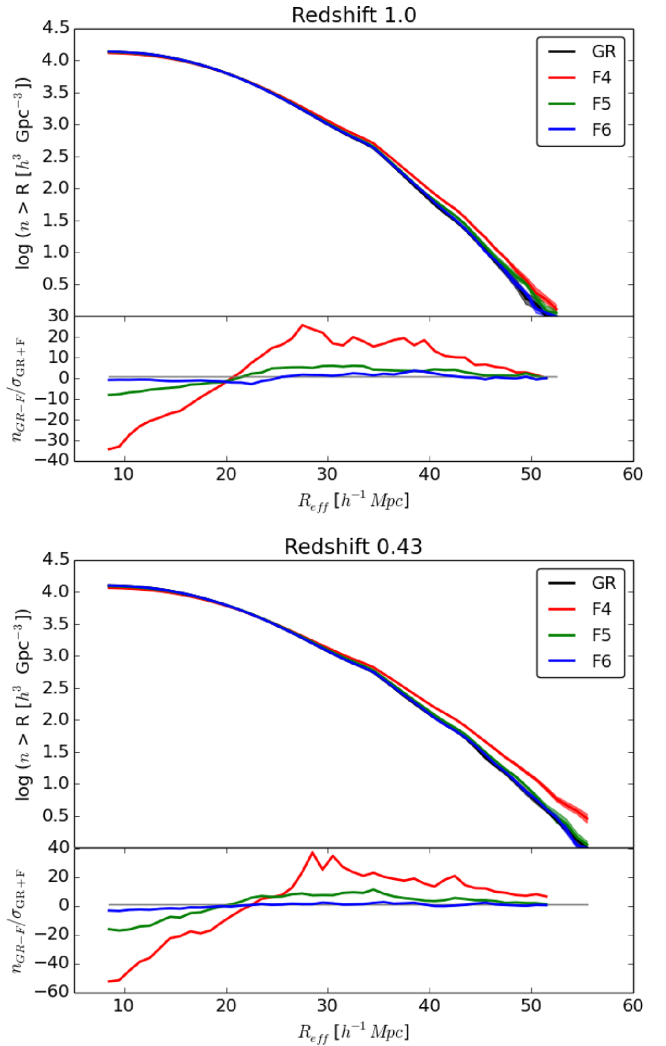 Redshift 1.0
4.5
4.0
3.5
3.0
2.5
2.0
1.5
1.0
0.5
log (n > R [h³ Gpc⁻³])
GR
F4
F5
F6
30
20
10
0
−10
−20
−30
−40
n_{GR−F}/σ_{GR+F}
10 20 30 40 50 60
R_{eff} [h⁻¹ Mpc]
Redshift 0.43
4.5
4.0
3.5
3.0
2.5
2.0
1.5
1.0
0.5
log (n > R [h³ Gpc⁻³])
GR
F4
F5
F6
40
20
0
−20
−40
−60
n_{GR−F}/σ_{GR+F}
10 20 30 40 50 60
R_{eff} [h⁻¹ Mpc]